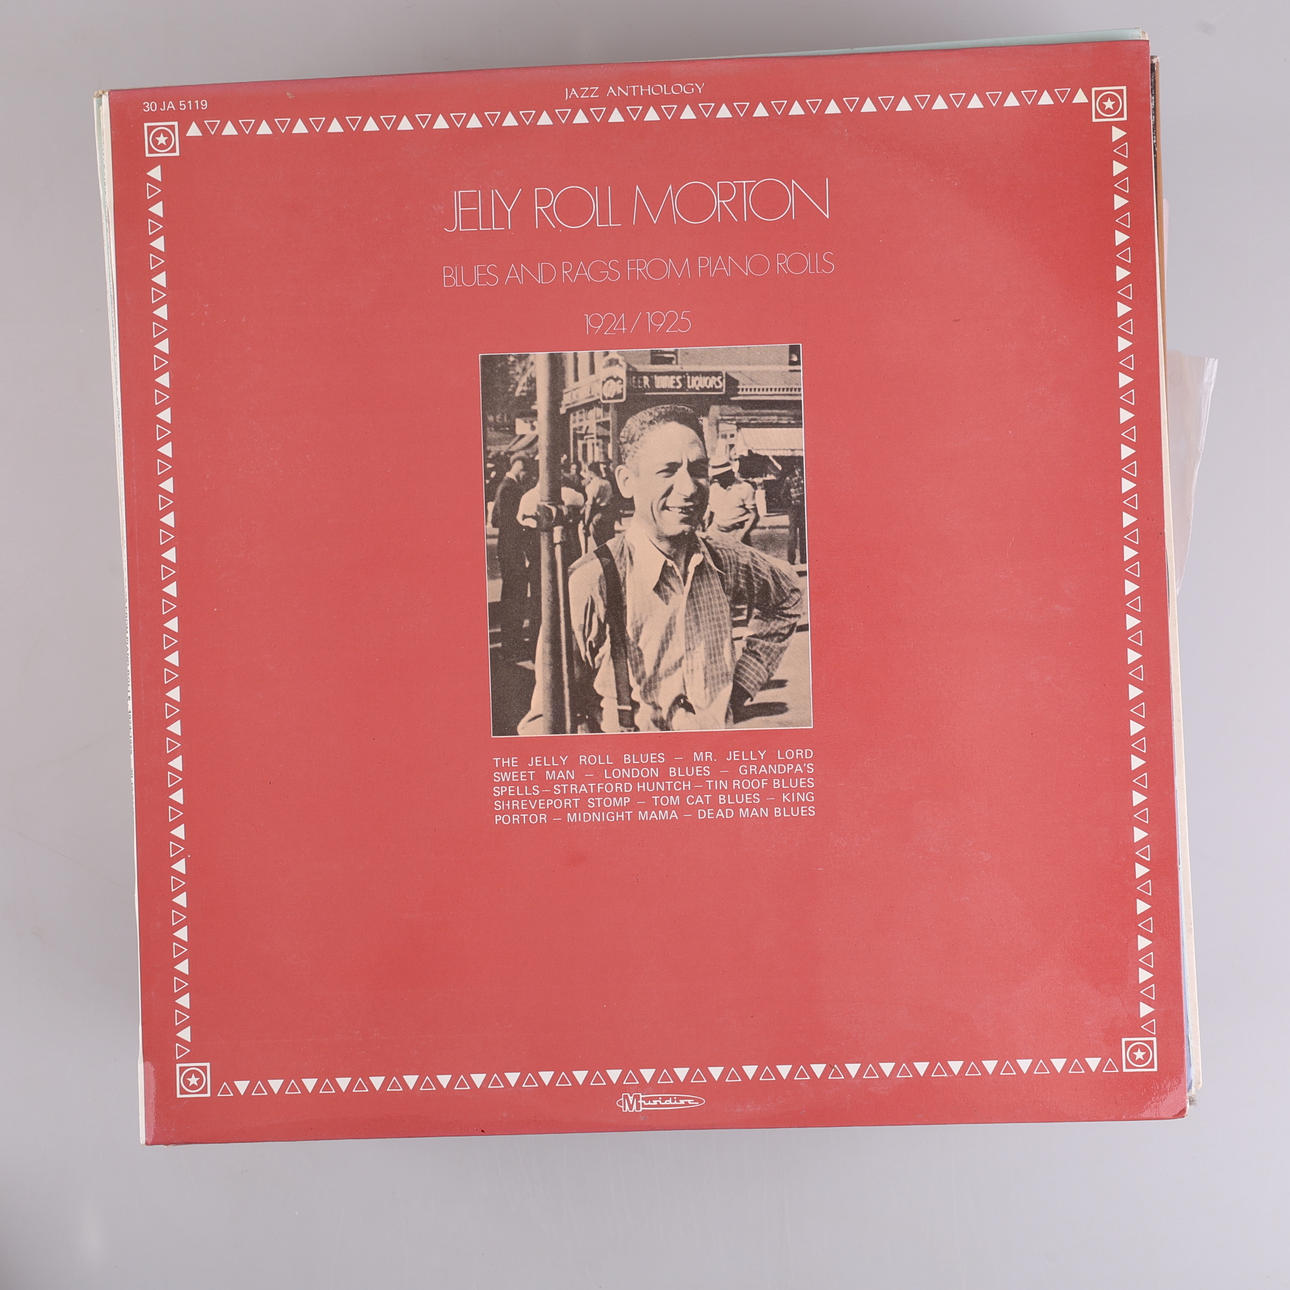 30 JA 5119
JAZZ ANTHOLOGY
JELLY ROLL MORTON
BLUES AND RAGS FROM PIANO ROLLS
1924/1925
WINES LIQUORS
THE JELLY ROLL BLUES — MR. JELLY LORD
SWEET MAN — LONDON BLUES — GRANDPA'S
SPELLS — STRATFORD HUNTCH — TIN ROOF BLUES
SHREVEPORT STOMP — TOM CAT BLUES — KING
PORTOR — MIDNIGHT MAMA — DEAD MAN BLUES
Musidisc